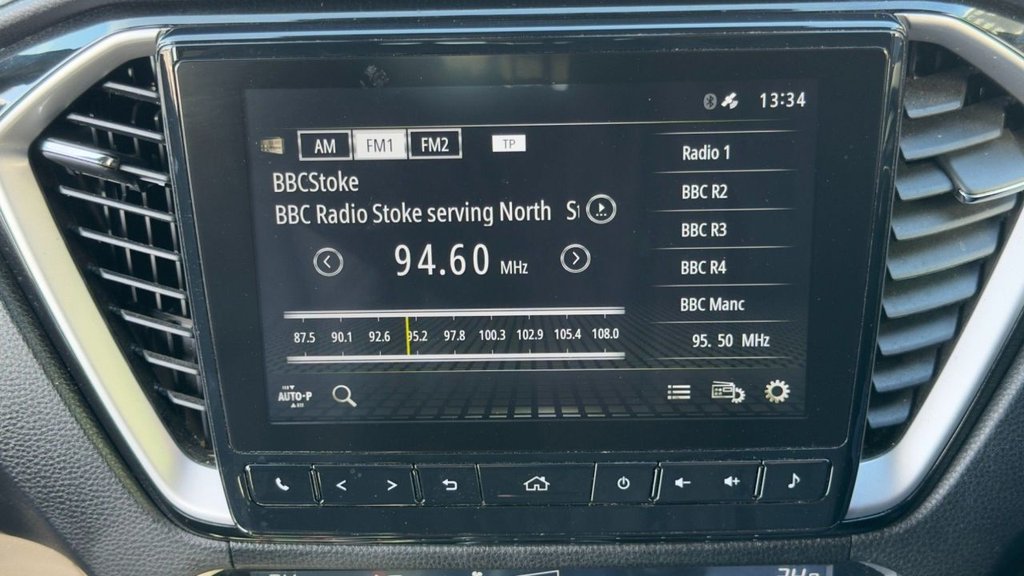 13:34
AM FM1 FM2 TP
BBCStoke
BBC Radio Stoke serving North
94.60 MHz
87.5 90.1 92.6 95.2 97.8 100.3 102.9 105.4 108.0
AUTO-P
Radio 1
BBC R2
BBC R3
BBC R4
BBC Manc
95. 50 MHz